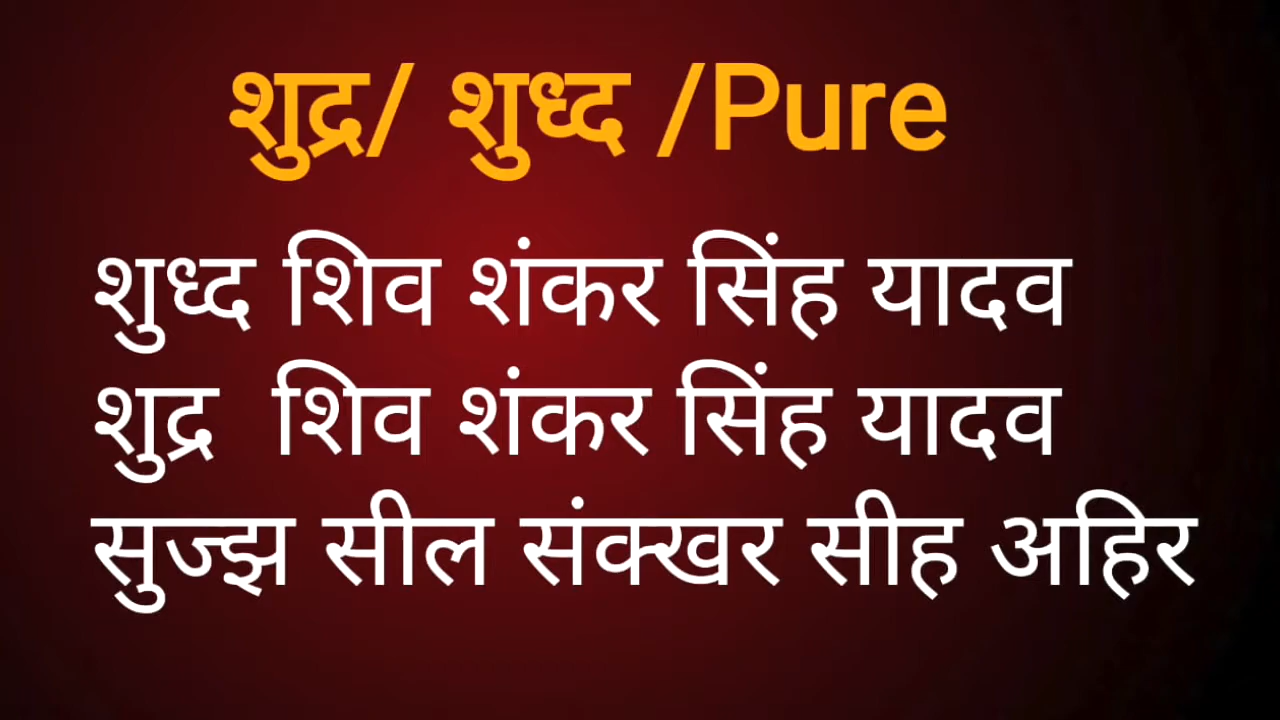 शुद्र/ शुध्द /Pure
शुध्द शिव शंकर सिंह यादव
शुद्र शिव शंकर सिंह यादव
सुज्झ सील संक्खर सीह अहिर